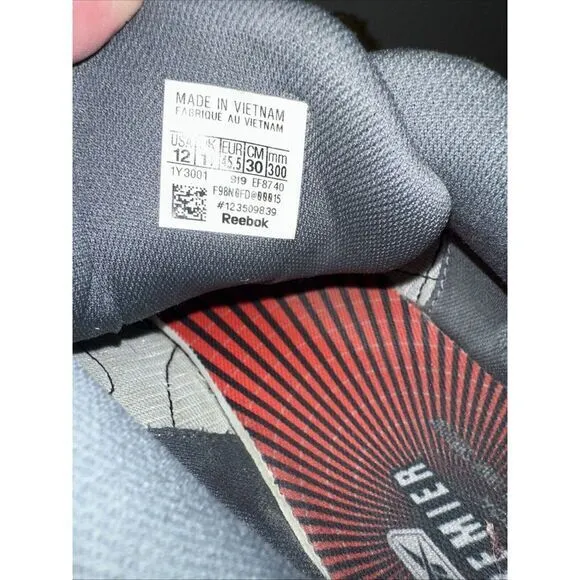 MADE IN VIETNAM
FABRIQUE AU VIETNAM
USA UK EUR CM mm
12 11 45.5 30 300
1Y3001 919 EF8740
#123509839
Reebok
EMIER